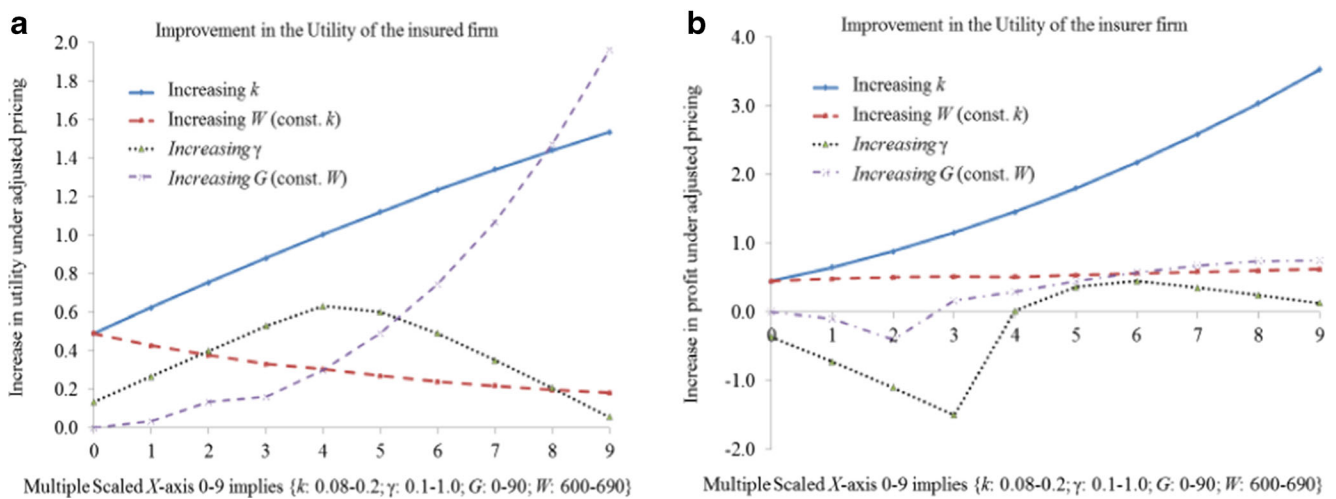 a
Improvement in the Utility of the insured firm
Increase in utility under adjusted pricing
2.0
1.8
1.6
1.4
1.2
1.0
0.8
0.6
0.4
0.2
0.0
Increasing k
Increasing W (const. k)
Increasing γ
Increasing G (const. W)
0 1 2 3 4 5 6 7 8 9
Multiple Scaled X-axis 0-9 implies {k: 0.08-0.2; γ: 0.1-1.0; G: 0-90; W: 600-690}
b
Improvement in the Utility of the insurer firm
Increase in profit under adjusted pricing
4.0
3.0
2.0
1.0
0.0
-1.0
-2.0
Increasing k
Increasing W (const. k)
Increasing γ
Increasing G (const. W)
0 1 2 3 4 5 6 7 8 9
Multiple Scaled X-axis 0-9 implies {k: 0.08-0.2; γ: 0.1-1.0; G: 0-90; W: 600-690}